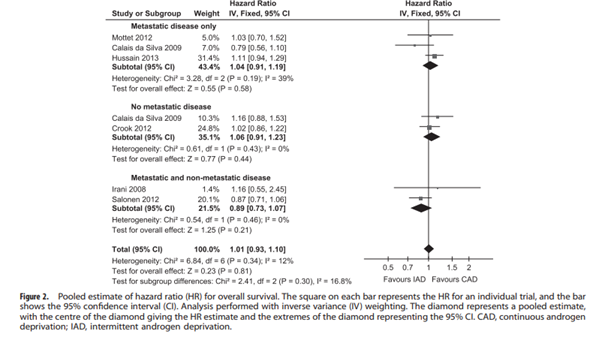 Hazard Ratio Hazard Ratio
Study or Subgroup Weight IV, Fixed, 95% CI IV, Fixed, 95% CI
Metastatic disease only
Mottet 2012 5.0% 1.03 [0.70, 1.52]
Calais da Silva 2009 7.0% 0.79 [0.56, 1.10]
Hussain 2013 31.4% 1.11 [0.94, 1.29]
Subtotal (95% CI) 43.4% 1.04 [0.91, 1.19]
Heterogeneity: Chi² = 3.28, df = 2 (P = 0.19); I² = 39%
Test for overall effect: Z = 0.55 (P = 0.58)
No metastatic disease
Calais da Silva 2009 10.3% 1.16 [0.88, 1.53]
Crook 2012 24.8% 1.02 [0.86, 1.22]
Subtotal (95% CI) 35.1% 1.06 [0.91, 1.23]
Heterogeneity: Chi² = 0.61, df = 1 (P = 0.43); I² = 0%
Test for overall effect: Z = 0.77 (P = 0.44)
Metastatic and non-metastatic disease
Irani 2008 1.4% 1.16 [0.55, 2.45]
Salonen 2012 20.1% 0.87 [0.71, 1.06]
Subtotal (95% CI) 21.5% 0.89 [0.73, 1.07]
Heterogeneity: Chi² = 0.54, df = 1 (P = 0.46); I² = 0%
Test for overall effect: Z = 1.25 (P = 0.21)
Total (95% CI) 100.0% 1.01 [0.93, 1.10]
Heterogeneity: Chi² = 6.84, df = 6 (P = 0.34); I² = 12%
Test for overall effect: Z = 0.23 (P = 0.81)
Test for subgroup differences: Chi² = 2.41, df = 2 (P = 0.30), I² = 16.8%
0.5 0.7 1 1.5 2
Favours IAD Favours CAD
Figure 2. Pooled estimate of hazard ratio (HR) for overall survival. The square on each bar represents the HR for an individual trial, and the bar
shows the 95% confidence interval (CI). Analysis performed with inverse variance (IV) weighting. The diamond represents a pooled estimate,
with the centre of the diamond giving the HR estimate and the extremes of the diamond representing the 95% CI. CAD, continuous androgen
deprivation; IAD, intermittent androgen deprivation.